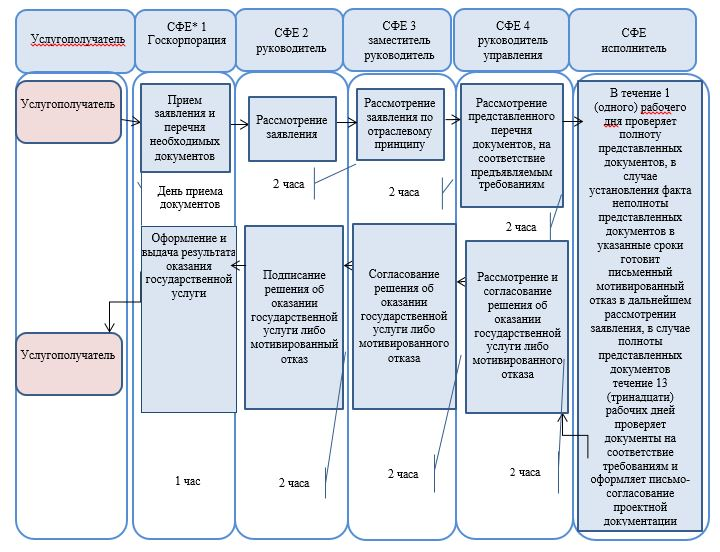 Услугополучатель
СФЕ* 1
Госкорпорация
СФЕ 2
руководитель
СФЕ 3
заместитель
руководитель
СФЕ 4
руководитель
управления
СФЕ
исполнитель
Услугополучатель
Прием
заявления и
перечня
необходимых
документов
Рассмотрение
заявления
Рассмотрение
заявления по
отраслевому
принципу
Рассмотрение
представленного
перечня
документов, на
соответствие
предъявляемым
требованиям
В течение 1
(одного) рабочего
дня проверяет
полноту
представленных
документов, в
случае
установления факта
неполноты
представленных
документов в
указанные сроки
готовит
письменный
мотивированный
отказ в дальнейшем
рассмотрении
заявления, в случае
полноты
представленных
документов
течение 13
(тринадцати)
рабочих дней
проверяет
документы на
соответствие
требованиям и
оформляет письмо-
согласование
проектной
документации
День приема
документов
2 часа
2 часа
2 часа
Оформление и
выдача результата
оказания
государственной
услуги
Подписание
решения об
оказании
государственной
услуги либо
мотивированный
отказ
Согласование
решения об
оказании
государственной
услуги либо
мотивированного
отказа
Рассмотрение и
согласование
решения об
оказании
государственной
услуги либо
мотивированного
отказа
Услугополучатель
1 час
2 часа
2 часа
2 часа